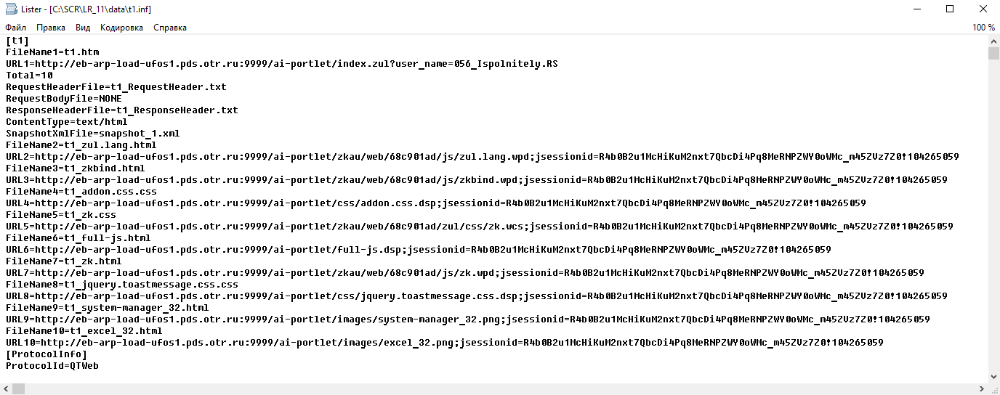 Lister - [C:\SCR\LR_11\data\t1.inf]
Файл Правка Вид Кодировка Справка 100 %
[t1]
FileName1=t1.htm
URL1=http://eb-arp-load-ufos1.pds.otr.ru:9999/ai-portlet/index.zul?user_name=056_Ispolnitely.RS
Total=10
RequestHeaderFile=t1_RequestHeader.txt
RequestBodyFile=NONE
ResponseHeaderFile=t1_ResponseHeader.txt
ContentType=text/html
SnapshotXmlFile=snapshot_1.xml
FileName2=t1_zul.lang.html
URL2=http://eb-arp-load-ufos1.pds.otr.ru:9999/ai-portlet/zkau/web/68c901ad/js/zul.lang.wpd;jsessionid=R4b0B2u1McHiKuM2nxt7QbcDi4Pq8MeRNPZWY0oWMc_m45ZVz7Z0!104265059
FileName3=t1_zkbind.html
URL3=http://eb-arp-load-ufos1.pds.otr.ru:9999/ai-portlet/zkau/web/68c901ad/js/zkbind.wpd;jsessionid=R4b0B2u1McHiKuM2nxt7QbcDi4Pq8MeRNPZWY0oWMc_m45ZVz7Z0!104265059
FileName4=t1_addon.css.css
URL4=http://eb-arp-load-ufos1.pds.otr.ru:9999/ai-portlet/css/addon.css.dsp;jsessionid=R4b0B2u1McHiKuM2nxt7QbcDi4Pq8MeRNPZWY0oWMc_m45ZVz7Z0!104265059
FileName5=t1_zk.css
URL5=http://eb-arp-load-ufos1.pds.otr.ru:9999/ai-portlet/zkau/web/68c901ad/zul/css/zk.wcs;jsessionid=R4b0B2u1McHiKuM2nxt7QbcDi4Pq8MeRNPZWY0oWMc_m45ZVz7Z0!104265059
FileName6=t1_full-js.html
URL6=http://eb-arp-load-ufos1.pds.otr.ru:9999/ai-portlet/full-js.dsp;jsessionid=R4b0B2u1McHiKuM2nxt7QbcDi4Pq8MeRNPZWY0oWMc_m45ZVz7Z0!104265059
FileName7=t1_zk.html
URL7=http://eb-arp-load-ufos1.pds.otr.ru:9999/ai-portlet/zkau/web/68c901ad/js/zk.wpd;jsessionid=R4b0B2u1McHiKuM2nxt7QbcDi4Pq8MeRNPZWY0oWMc_m45ZVz7Z0!104265059
FileName8=t1_jquery.toastmessage.css.css
URL8=http://eb-arp-load-ufos1.pds.otr.ru:9999/ai-portlet/css/jquery.toastmessage.css.dsp;jsessionid=R4b0B2u1McHiKuM2nxt7QbcDi4Pq8MeRNPZWY0oWMc_m45ZVz7Z0!104265059
FileName9=t1_system-manager_32.html
URL9=http://eb-arp-load-ufos1.pds.otr.ru:9999/ai-portlet/images/system-manager_32.png;jsessionid=R4b0B2u1McHiKuM2nxt7QbcDi4Pq8MeRNPZWY0oWMc_m45ZVz7Z0!104265059
FileName10=t1_excel_32.html
URL10=http://eb-arp-load-ufos1.pds.otr.ru:9999/ai-portlet/images/excel_32.png;jsessionid=R4b0B2u1McHiKuM2nxt7QbcDi4Pq8MeRNPZWY0oWMc_m45ZVz7Z0!104265059
[ProtocolInfo]
ProtocolId=QTWeb